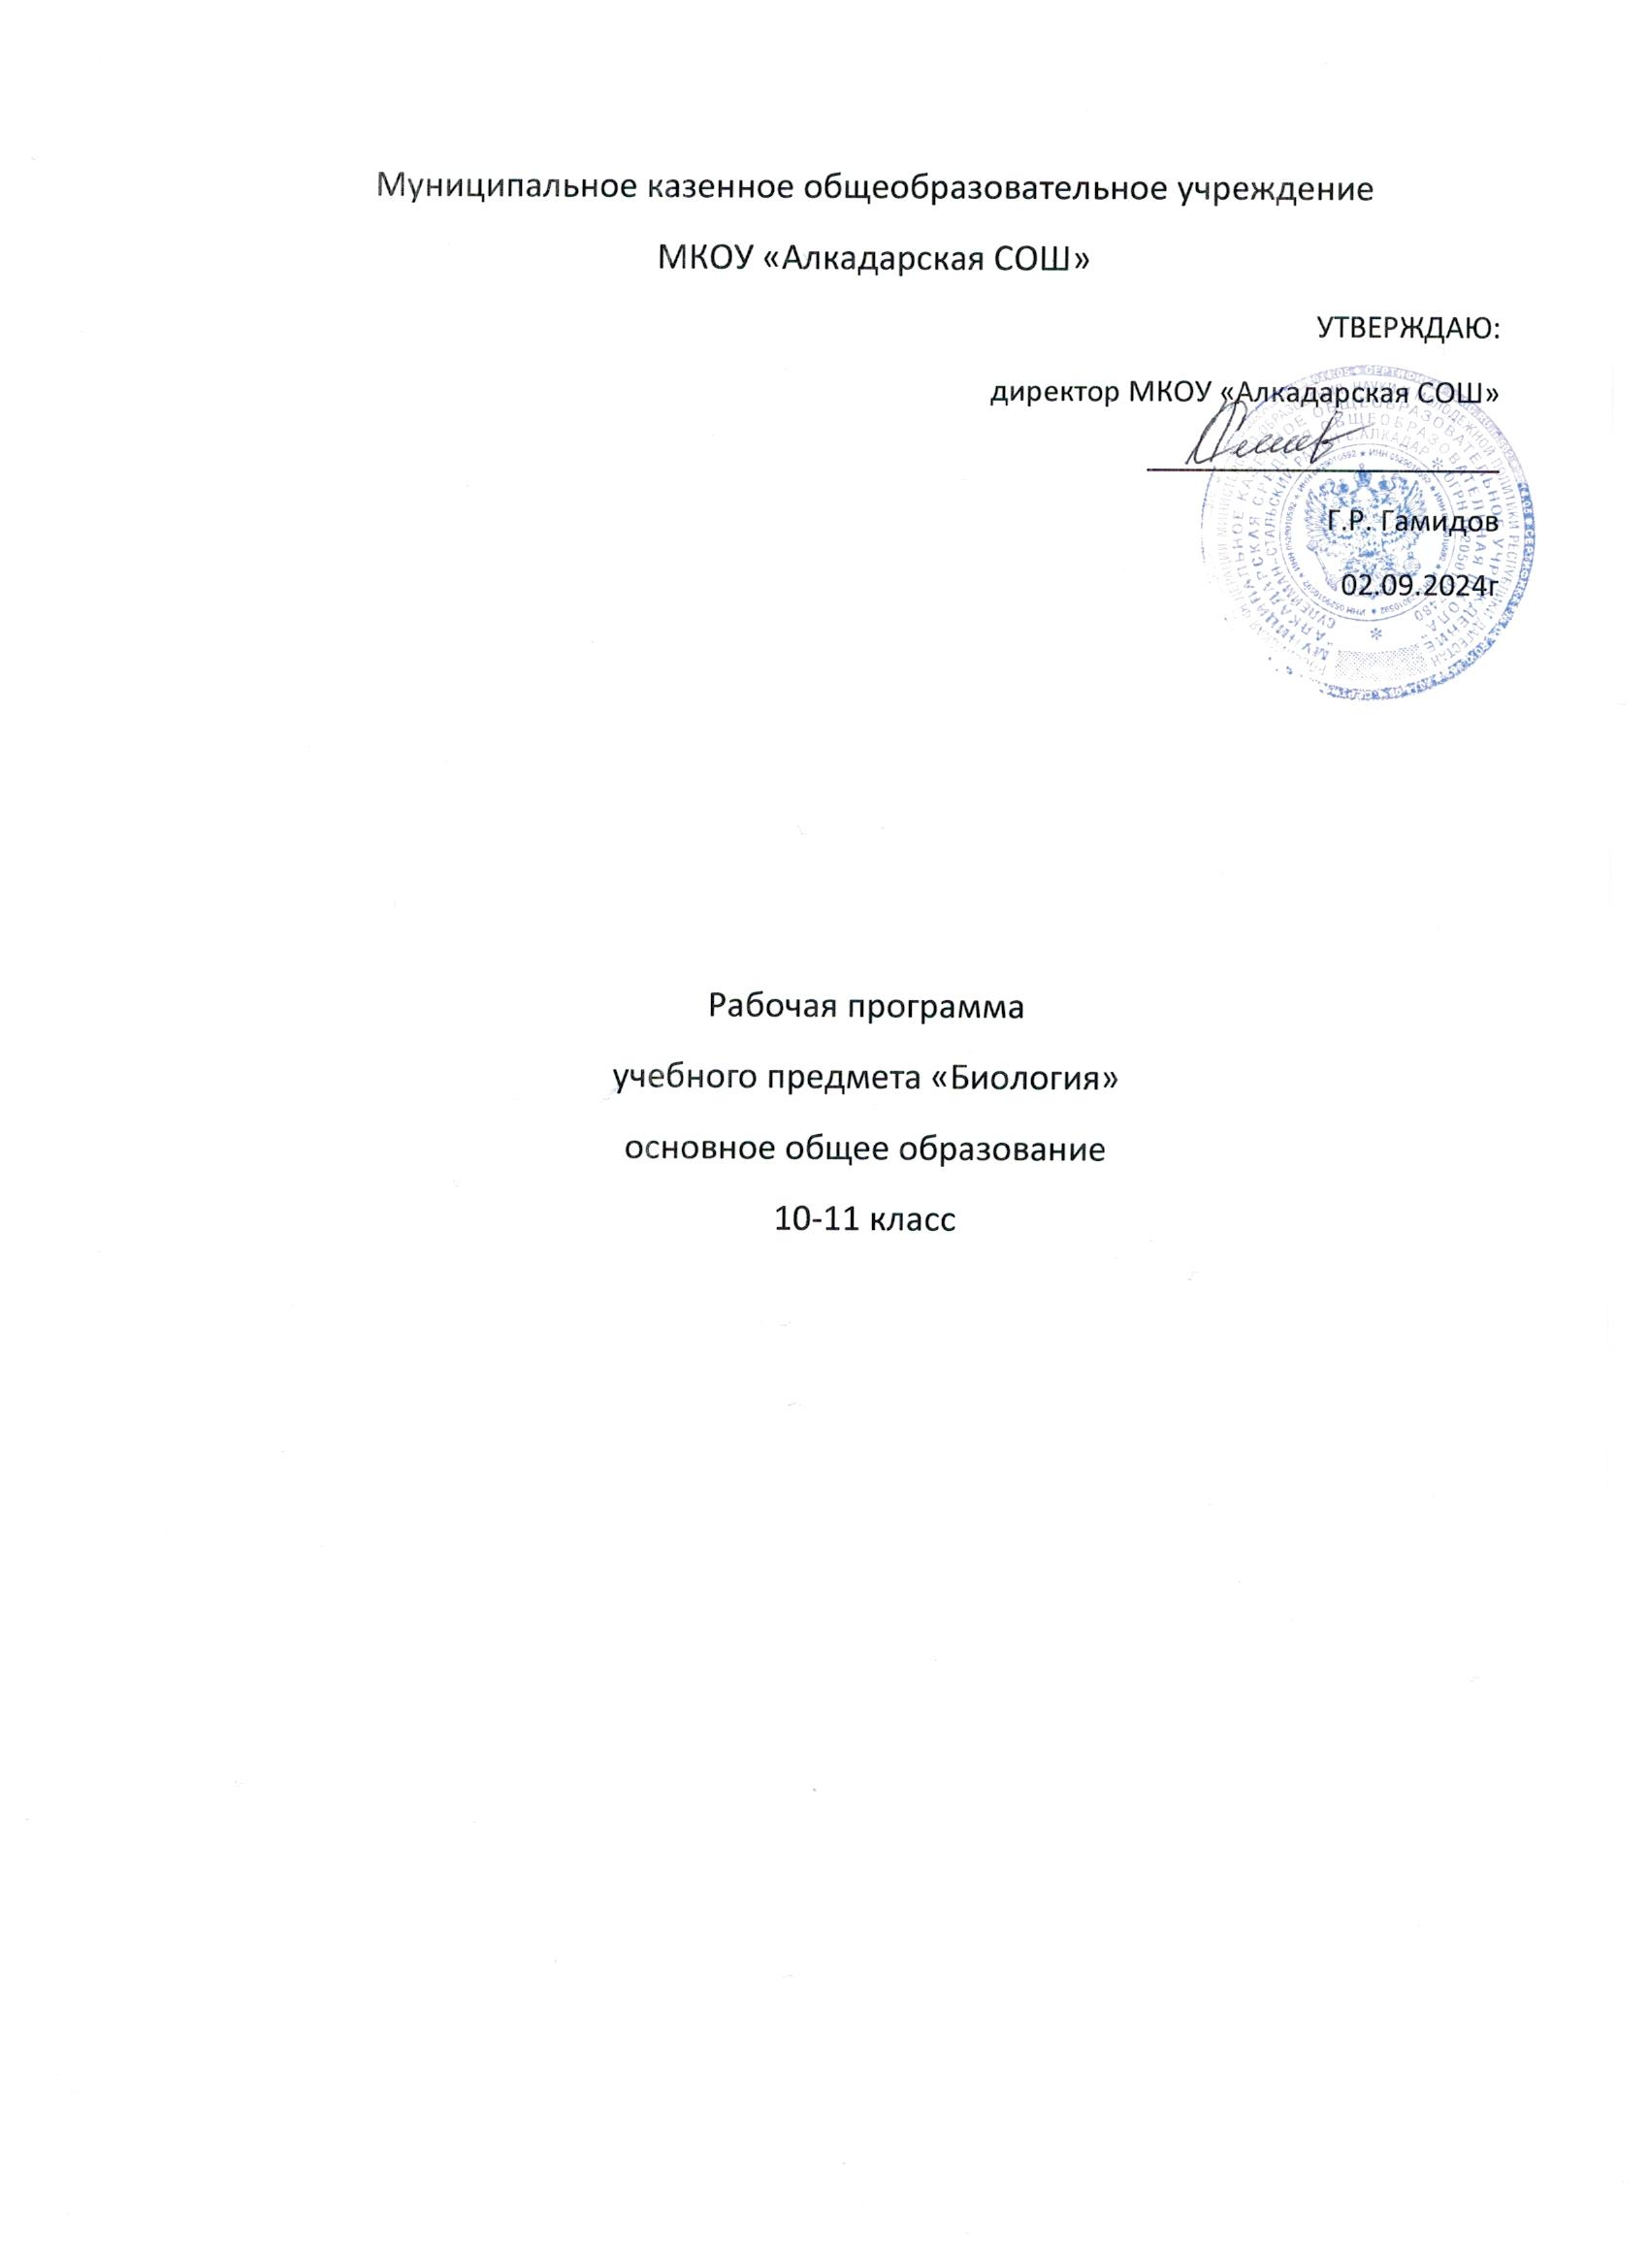 Муниципальное казенное общеобразовательное учреждение
МКОУ «Алкадарская СОШ»
УТВЕРЖДАЮ:
директор МКОУ «Алкадарская СОШ»
Г.Р. Гамидов
02.09.2024г
Рабочая программа
учебного предмета «Биология»
основное общее образование
10-11 класс